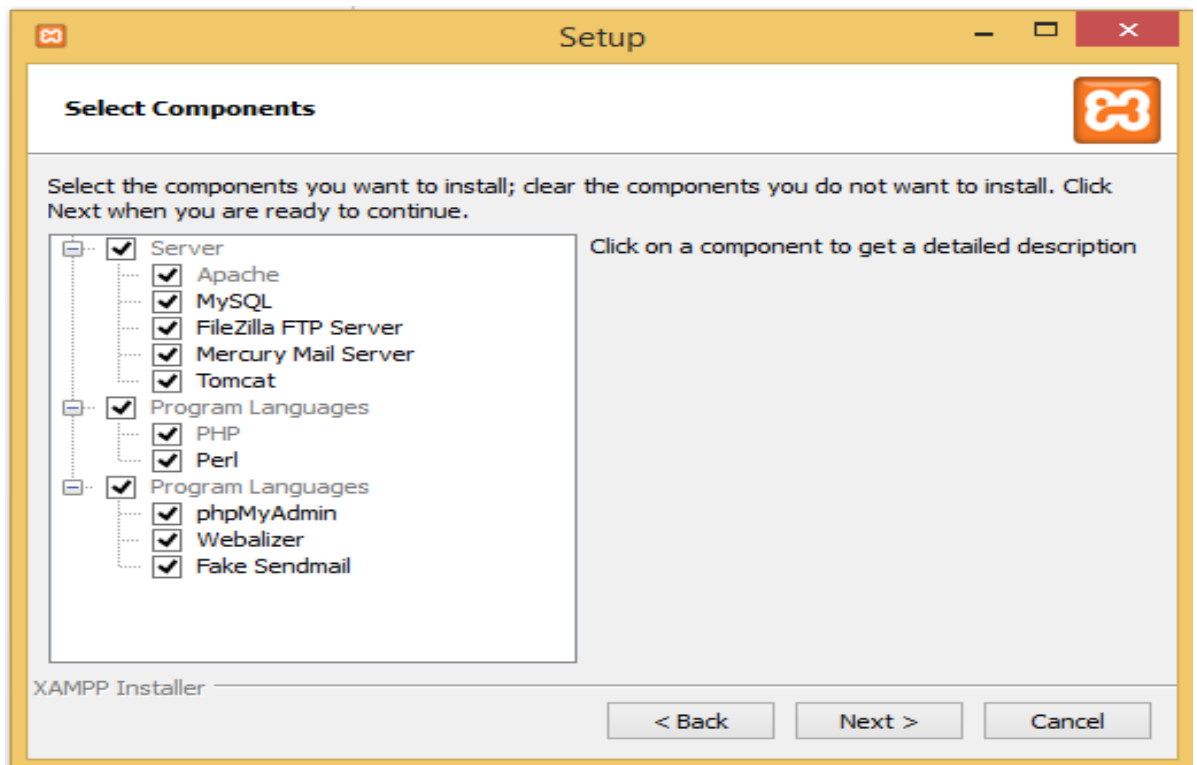 Setup
Select Components
Select the components you want to install; clear the components you do not want to install. Click
Next when you are ready to continue.
Server
Apache
MySQL
FileZilla FTP Server
Mercury Mail Server
Tomcat
Program Languages
PHP
Perl
Program Languages
phpMyAdmin
Webalizer
Fake Sendmail
Click on a component to get a detailed description
XAMPP Installer
< Back
Next >
Cancel